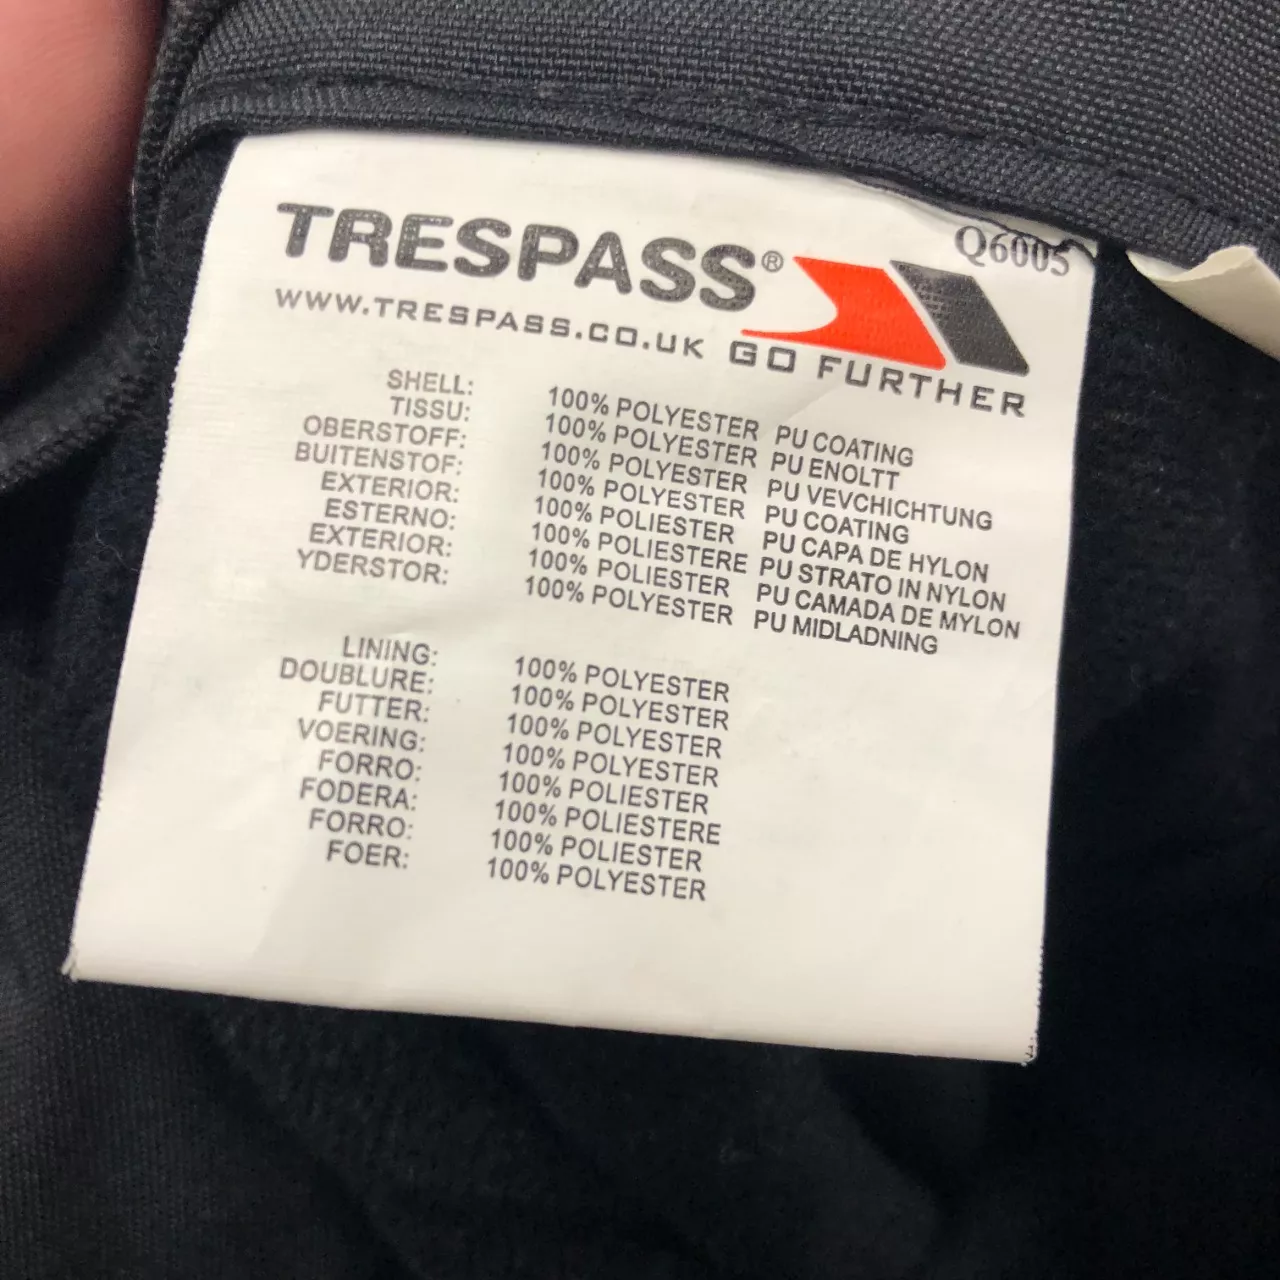 Q6005
TRESPASS®
WWW.TRESPASS.CO.UK GO FURTHER
SHELL: 100% POLYESTER PU COATING
TISSU: 100% POLYESTER PU ENOLTT
OBERSTOFF: 100% POLYESTER PU VEVCHICHTUNG
BUITENSTOF: 100% POLYESTER PU COATING
EXTERIOR: 100% POLIESTER PU CAPA DE HYLON
ESTERNO: 100% POLIESTERE PU STRATO IN NYLON
EXTERIOR: 100% POLIESTER PU CAMADA DE MYLON
YDERSTOR: 100% POLYESTER PU MIDLADNING
LINING: 100% POLYESTER
DOUBLURE: 100% POLYESTER
FUTTER: 100% POLYESTER
VOERING: 100% POLYESTER
FORRO: 100% POLIESTER
FODERA: 100% POLIESTERE
FORRO: 100% POLIESTER
FOER: 100% POLYESTER